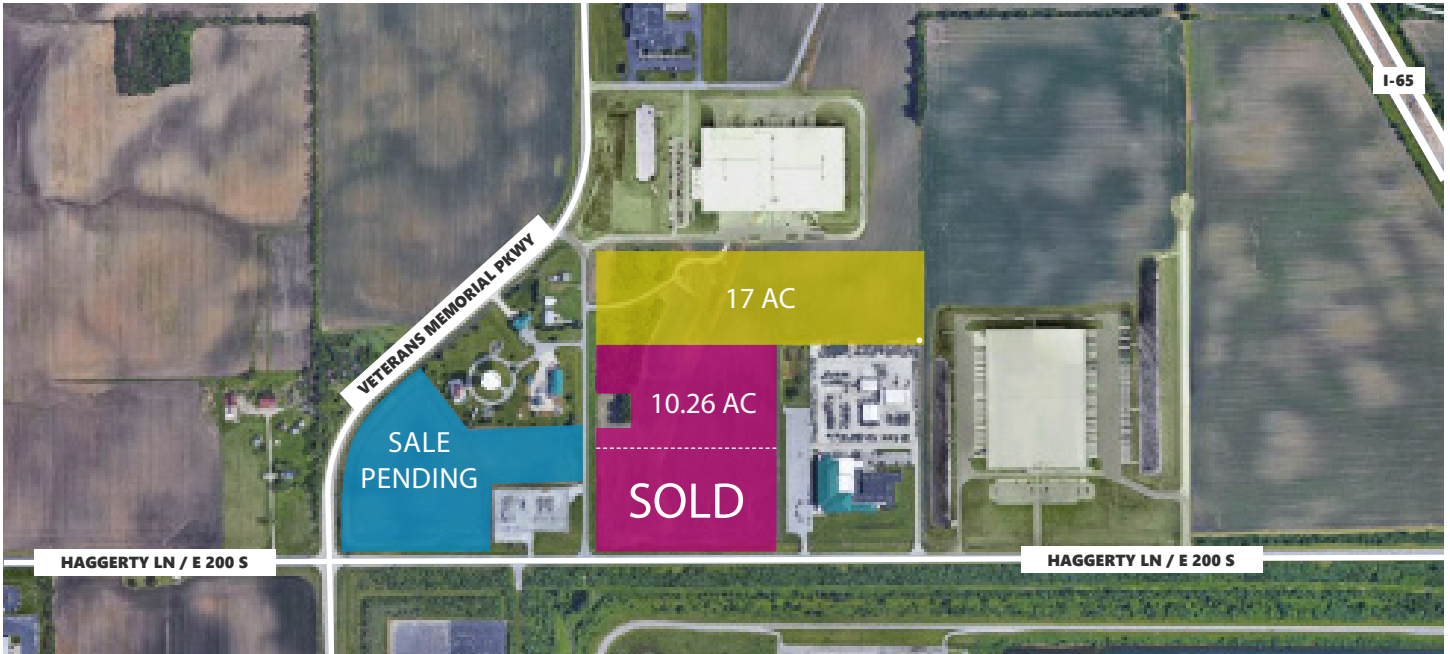 I-65
VETERANS MEMORIAL PKWY
17 AC
10.26 AC
SALE
PENDING
SOLD
HAGGERTY LN / E 200 S
HAGGERTY LN / E 200 S